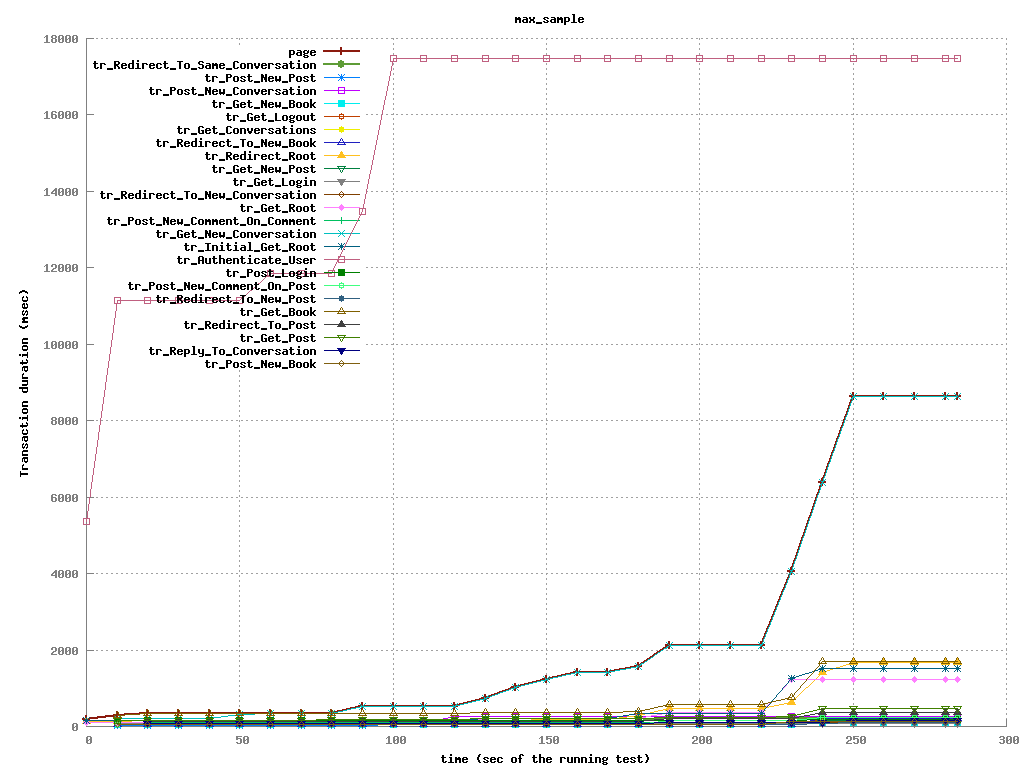 max_sample
18000
16000
14000
12000
10000
8000
6000
4000
2000
0
Transaction duration (msec)
page
tr_Redirect_To_Same_Conversation
tr_Post_New_Post
tr_Post_New_Conversation
tr_Get_New_Book
tr_Get_Logout
tr_Get_Conversations
tr_Redirect_To_New_Book
tr_Redirect_Root
tr_Get_New_Post
tr_Get_Login
tr_Redirect_To_New_Conversation
tr_Get_Root
tr_Post_New_Comment_On_Comment
tr_Get_New_Conversation
tr_Initial_Get_Root
tr_Authenticate_User
tr_Post_Login
tr_Post_New_Comment_On_Post
tr_Redirect_To_New_Post
tr_Get_Book
tr_Redirect_To_Post
tr_Get_Post
tr_Reply_To_Conversation
tr_Post_New_Book
0 50 100 150 200 250 300
time (sec of the running test)